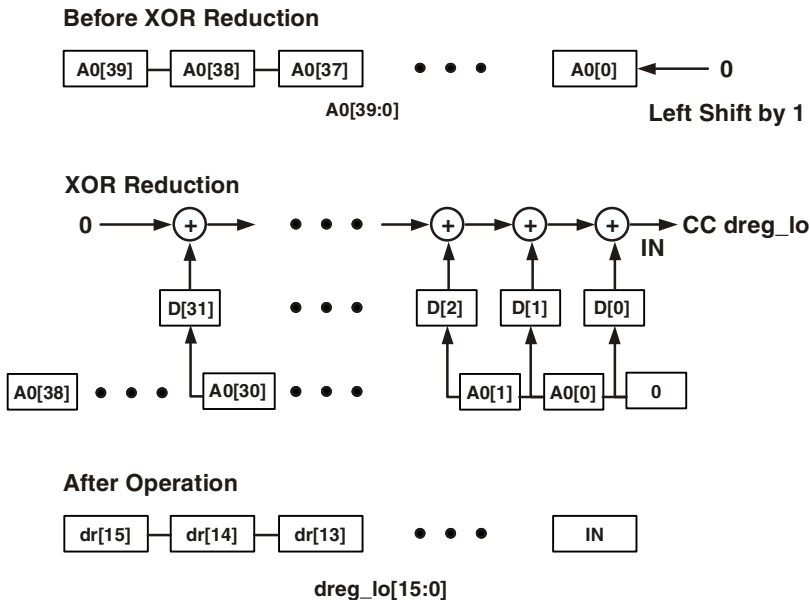 Before XOR Reduction
A0[39] A0[38] A0[37] A0[0] 0
A0[39:0]
Left Shift by 1
XOR Reduction
0 + + + + CC dreg_lo
IN
D[31] D[2] D[1] D[0]
A0[38] A0[30] A0[1] A0[0] 0
After Operation
dr[15] dr[14] dr[13] IN
dreg_lo[15:0]